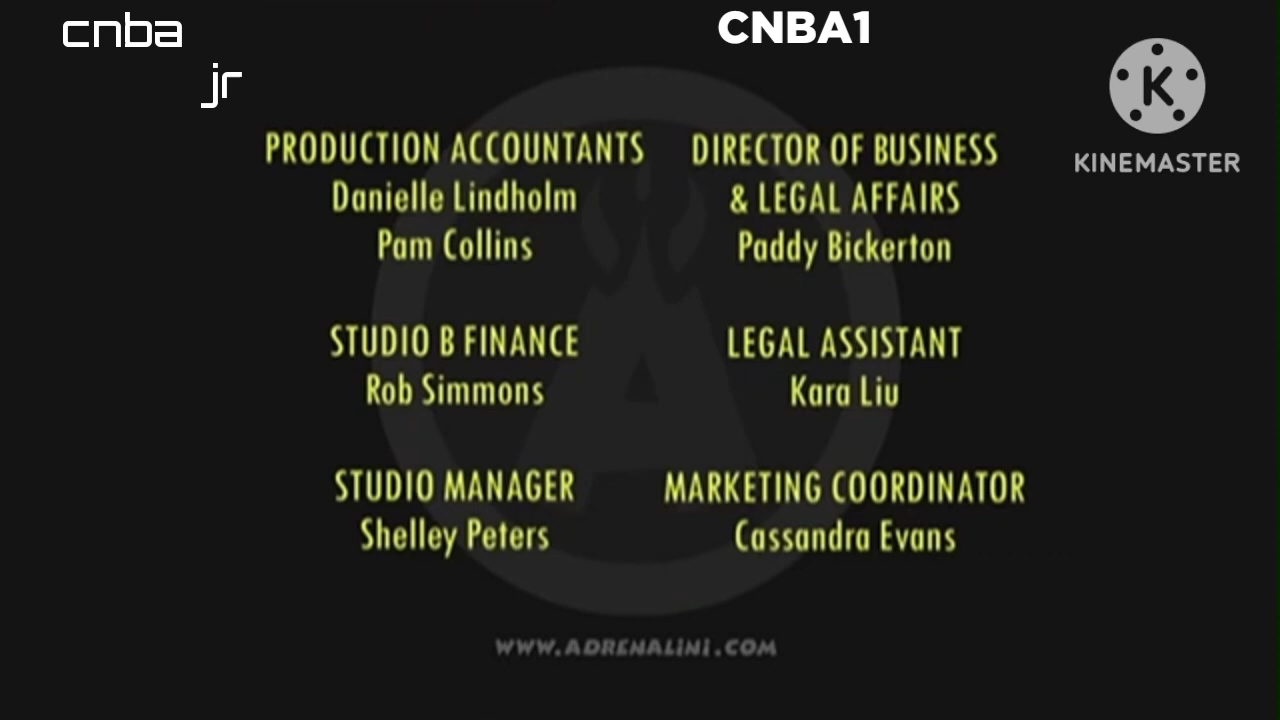 cnba
jr
CNBA1
K
KINEMASTER
PRODUCTION ACCOUNTANTS
Danielle Lindholm
Pam Collins
DIRECTOR OF BUSINESS
& LEGAL AFFAIRS
Paddy Bickerton
STUDIO B FINANCE
Rob Simmons
LEGAL ASSISTANT
Kara Liu
STUDIO MANAGER
Shelley Peters
MARKETING COORDINATOR
Cassandra Evans
WWW.ADRENALINI.COM